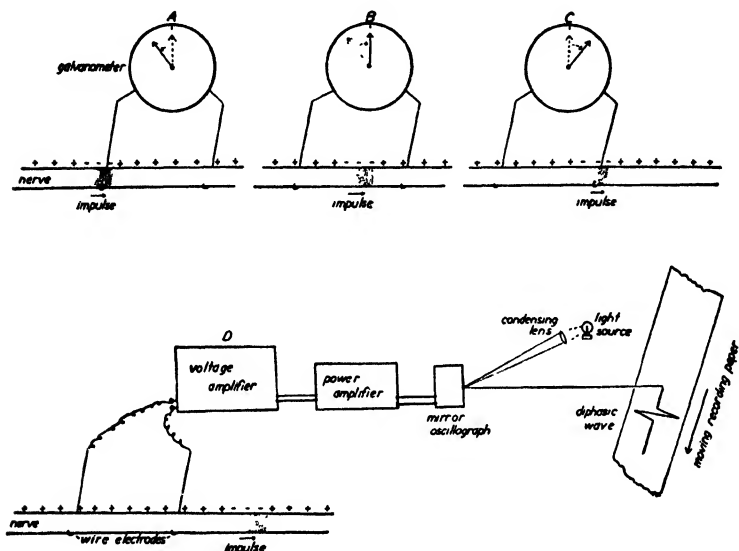 A
B
C
galvanometer
r
r
r
+ + + + - - + + + + + + + + +
+ + + + + - - + + + + +
+ + + + + + + - - + + + + + + +
nerve
impulse
impulse
impulse
D
voltage
amplifier
power
amplifier
mirror
oscillograph
condensing
lens
light
source
diphasic
wave
moving recording paper
nerve
wire electrodes
impulse